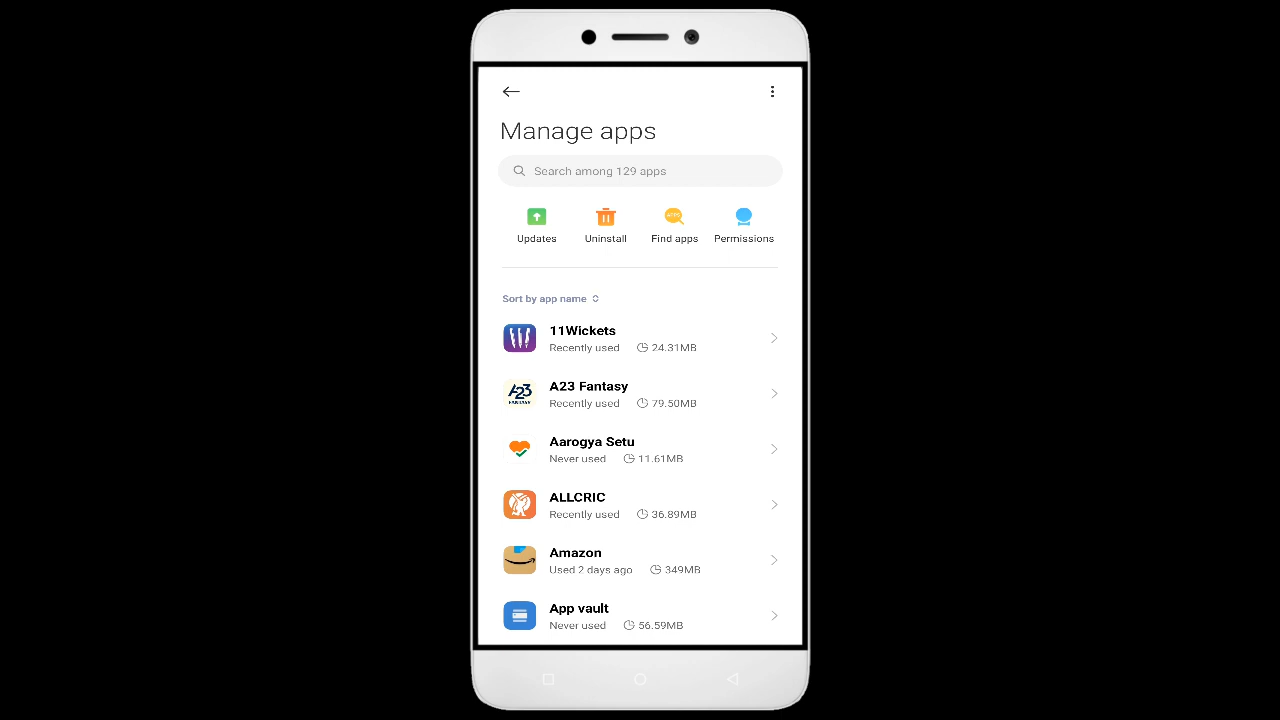 Manage apps
Search among 129 apps
Updates Uninstall Find apps Permissions
Sort by app name
11Wickets
Recently used 24.31MB
A23 Fantasy
Recently used 79.50MB
Aarogya Setu
Never used 11.61MB
ALLCRIC
Recently used 36.89MB
Amazon
Used 2 days ago 349MB
App vault
Never used 56.59MB